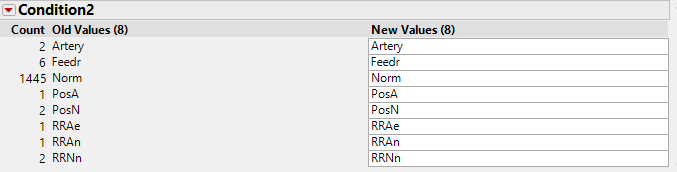 Condition2
Count Old Values (8) New Values (8)
2 Artery Artery
6 Feedr Feedr
1445 Norm Norm
1 PosA PosA
2 PosN PosN
1 RRAe RRAe
1 RRAn RRAn
2 RRNn RRNn